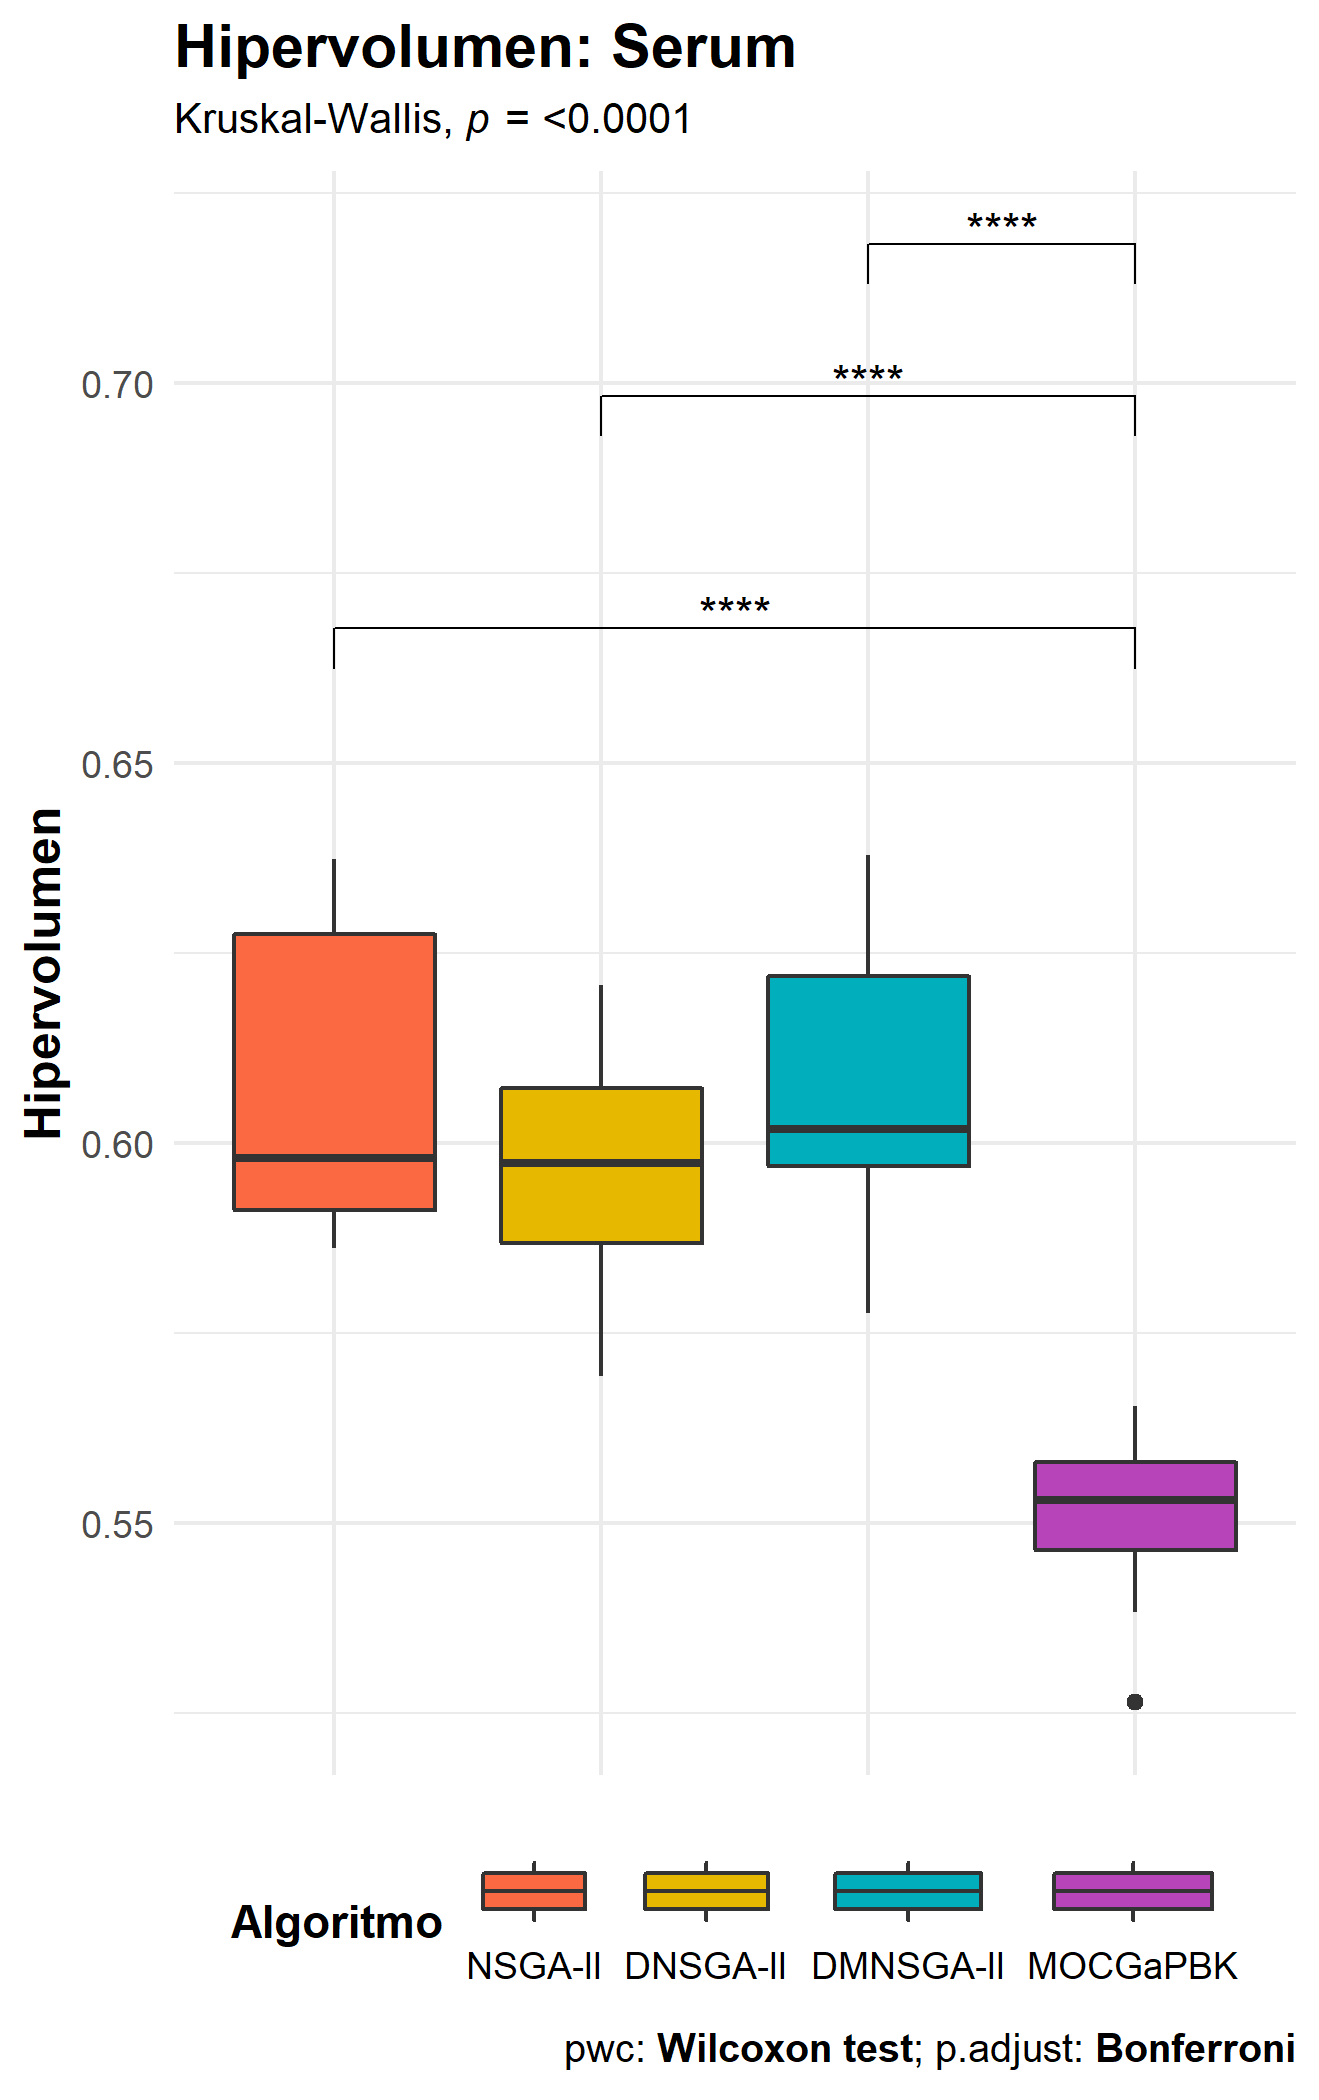 Hipervolumen: Serum
Kruskal-Wallis, p = <0.0001
****
0.70
****
****
0.65
Hipervolumen
0.60
0.55
Algoritmo
NSGA-II DNSGA-II DMNSGA-II MOCGaPBK
pwc: Wilcoxon test; p.adjust: Bonferroni